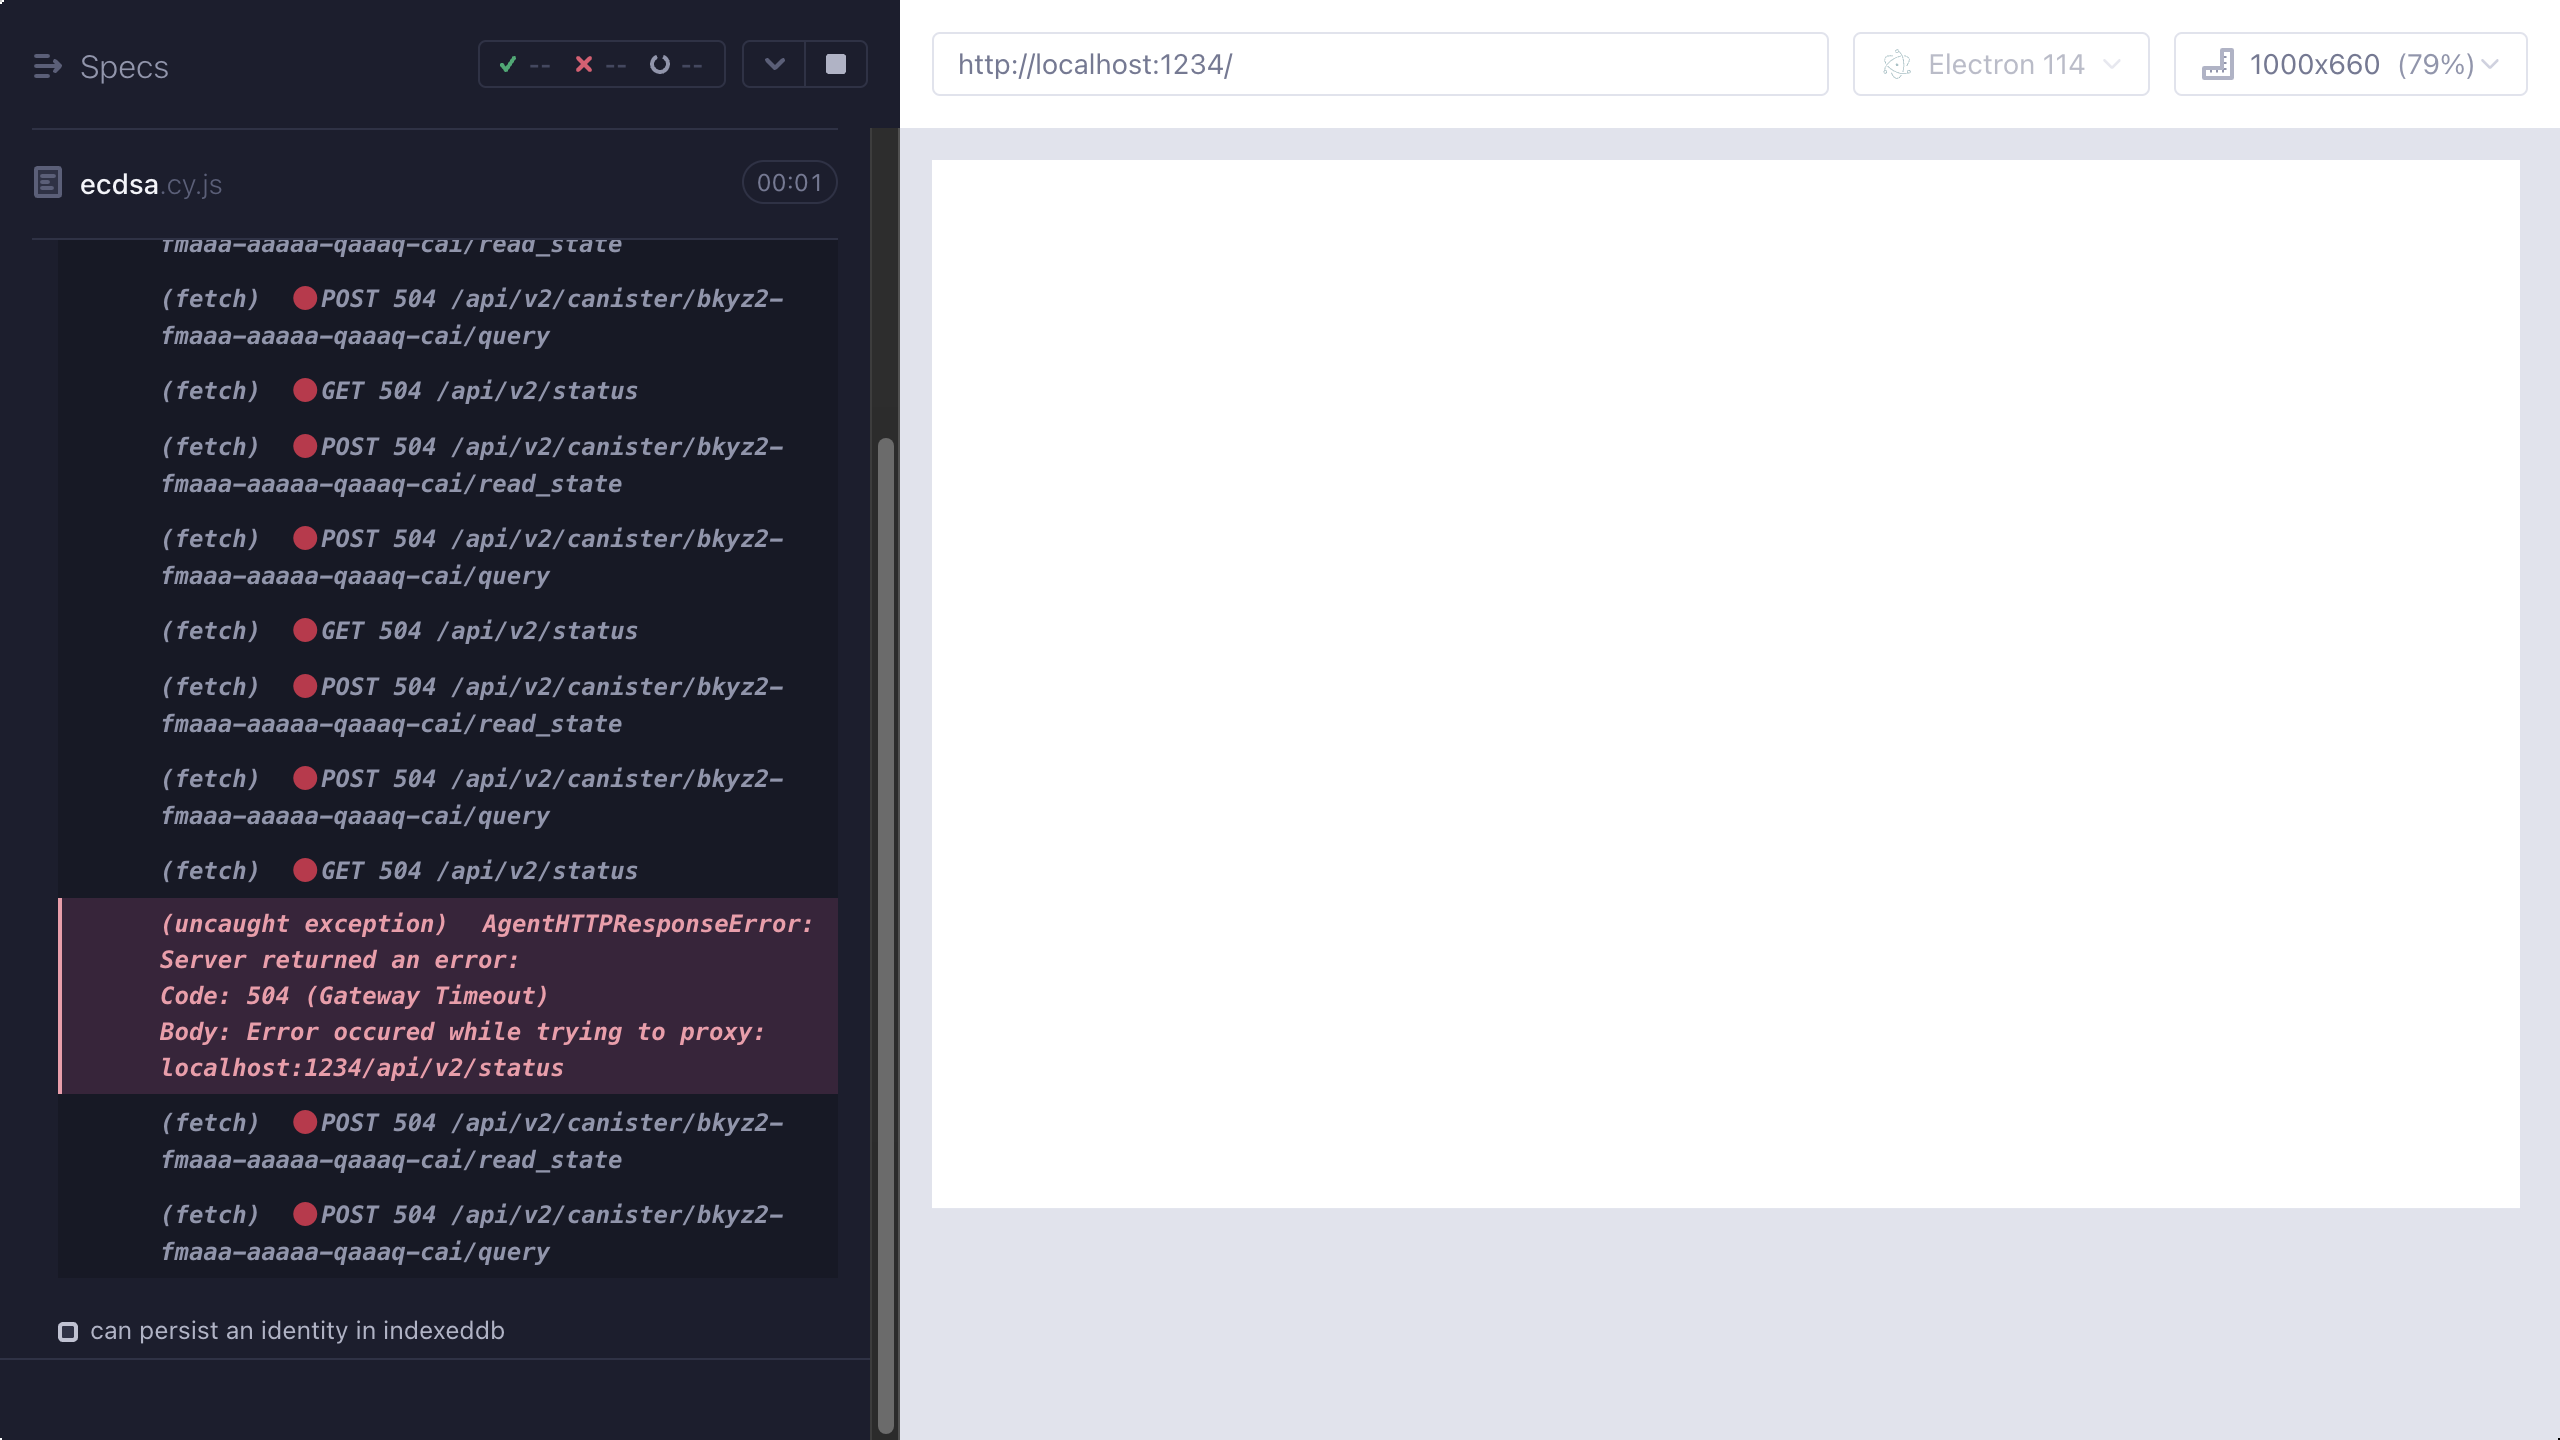 Specs
-- -- --
http://localhost:1234/
Electron 114
1000x660 (79%)
ecdsa.cy.js
00:01
fmaaa-aaaaa-qaaaq-cai/read_state
(fetch) POST 504 /api/v2/canister/bkyz2-
fmaaa-aaaaa-qaaaq-cai/query
(fetch) GET 504 /api/v2/status
(fetch) POST 504 /api/v2/canister/bkyz2-
fmaaa-aaaaa-qaaaq-cai/read_state
(fetch) POST 504 /api/v2/canister/bkyz2-
fmaaa-aaaaa-qaaaq-cai/query
(fetch) GET 504 /api/v2/status
(fetch) POST 504 /api/v2/canister/bkyz2-
fmaaa-aaaaa-qaaaq-cai/read_state
(fetch) POST 504 /api/v2/canister/bkyz2-
fmaaa-aaaaa-qaaaq-cai/query
(fetch) GET 504 /api/v2/status
(uncaught exception) AgentHTTPResponseError:
Server returned an error:
Code: 504 (Gateway Timeout)
Body: Error occured while trying to proxy:
localhost:1234/api/v2/status
(fetch) POST 504 /api/v2/canister/bkyz2-
fmaaa-aaaaa-qaaaq-cai/read_state
(fetch) POST 504 /api/v2/canister/bkyz2-
fmaaa-aaaaa-qaaaq-cai/query
can persist an identity in indexeddb